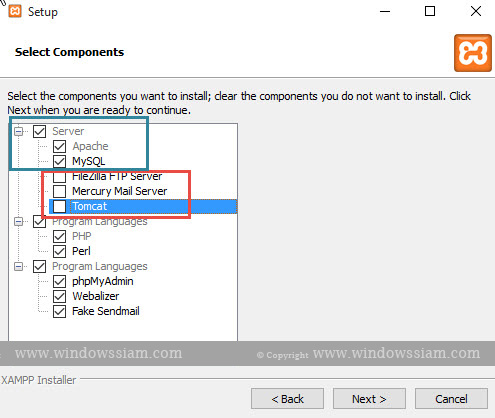 Setup
Select Components
Select the components you want to install; clear the components you do not want to install. Click
Next when you are ready to continue.
Server
Apache
MySQL
FileZilla FTP Server
Mercury Mail Server
Tomcat
Program Languages
PHP
Perl
Program Languages
phpMyAdmin
Webalizer
Fake Sendmail
www.windowssiam.com © Copyright www.windowssiam.com
XAMPP Installer
< Back Next > Cancel